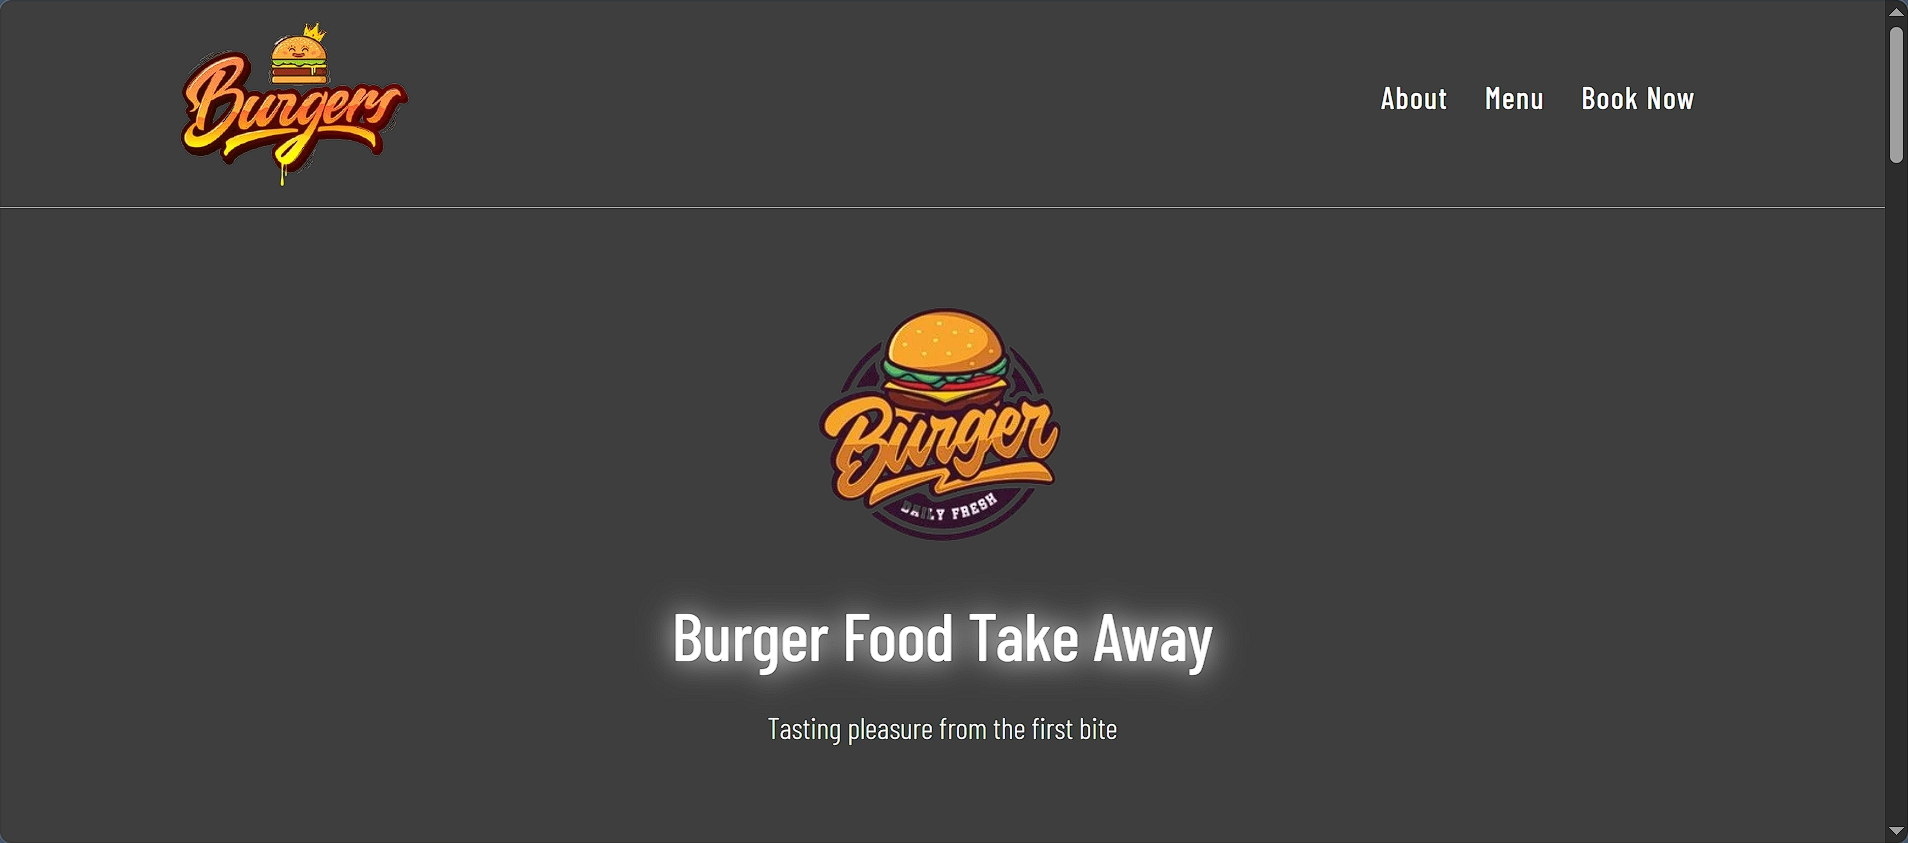 Burgers
About Menu Book Now
Burger
DAILY FRESH
Burger Food Take Away
Tasting pleasure from the first bite